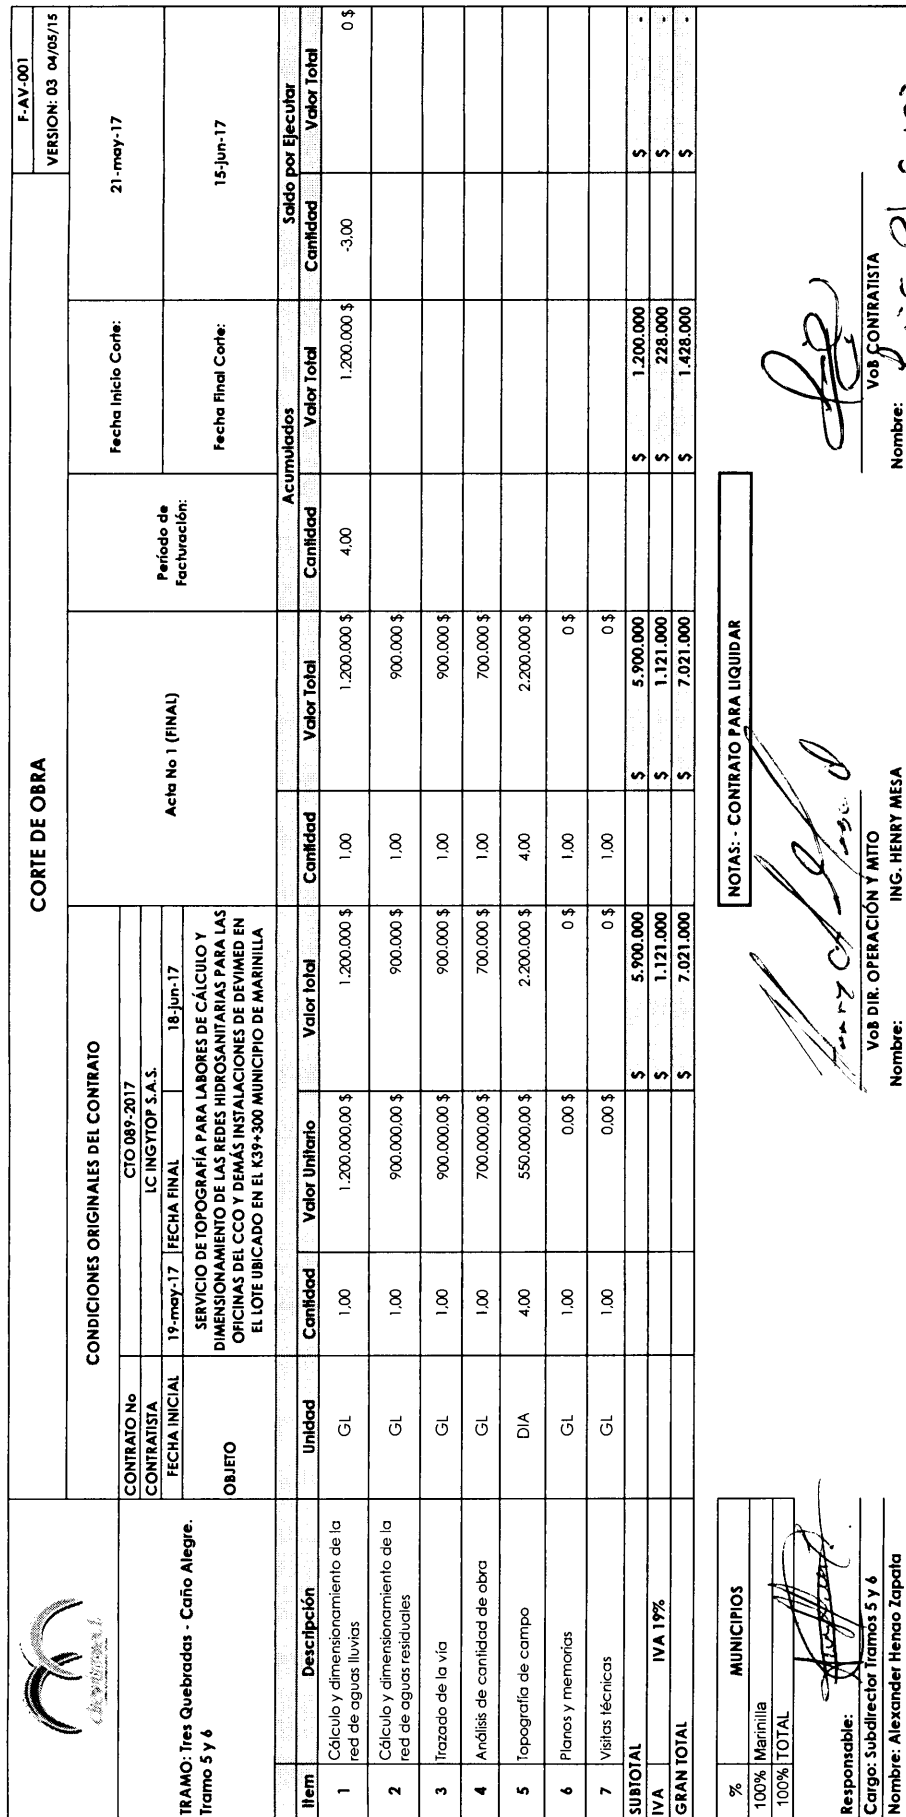 CORTE DE OBRA
F-AV-001
VERSION: 03 04/05/15
TRAMO: Tres Quebradas - Caño Alegre.
Tramo 5 y 6
CONDICIONES ORIGINALES DEL CONTRATO
CONTRATO No CTO 089-2017
CONTRATISTA LC INGYTOP S.A.S.
FECHA INICIAL 19-may-17 FECHA FINAL 18-jun-17
OBJETO
SERVICIO DE TOPOGRAFÍA PARA LABORES DE CÁLCULO Y
DIMENSIONAMIENTO DE LAS REDES HIDROSANITARIAS PARA LAS
OFICINAS DEL CCO Y DEMÁS INSTALACIONES DE DEVIMED EN
EL LOTE UBICADO EN EL K39+300 MUNICIPIO DE MARINILLA
Acta No 1 (FINAL)
Período de
Facturación:
Fecha Inicio Corte: 21-may-17
Fecha Final Corte: 15-jun-17
Acumulados Saldo por Ejecutar
Item Descripción Unidad Cantidad Valor Unitario Valor total Cantidad Valor Total Cantidad Valor Total Cantidad Valor Total
1 Cálculo y dimensionamiento de la
red de aguas lluvias GL 1.00 1.200.000,00 $ 1.200.000 $ 1.00 1.200.000 $ 4.00 1.200.000 $ -3.00 0 $
2 Cálculo y dimensionamiento de la
red de aguas residuales GL 1.00 900.000,00 $ 900.000 $ 1.00 900.000 $
3 Trazado de la vía GL 1.00 900.000,00 $ 900.000 $ 1.00 900.000 $
4 Análisis de cantidad de obra GL 1.00 700.000,00 $ 700.000 $ 1.00 700.000 $
5 Topografía de campo DIA 4.00 550.000,00 $ 2.200.000 $ 4.00 2.200.000 $
6 Planos y memorias GL 1.00 0,00 $ 0 $ 1.00 0 $
7 Visitas técnicas GL 1.00 0,00 $ 0 $ 1.00 0 $
SUBTOTAL $ 5.900.000 $ 5.900.000 $ 1.200.000 $ -
IVA IVA 19% $ 1.121.000 $ 1.121.000 $ 228.000 $ -
GRAN TOTAL $ 7.021.000 $ 7.021.000 $ 1.428.000 $ -
% MUNICIPIOS
100% Marinilla
100% TOTAL
NOTAS: - CONTRATO PARA LIQUIDAR
Responsable:
Cargo: Subdirector Tramos 5 y 6
Nombre: Alexander Henao Zapata
VoB DIR. OPERACIÓN Y MTTO
Nombre: ING. HENRY MESA
VoB CONTRATISTA
Nombre: